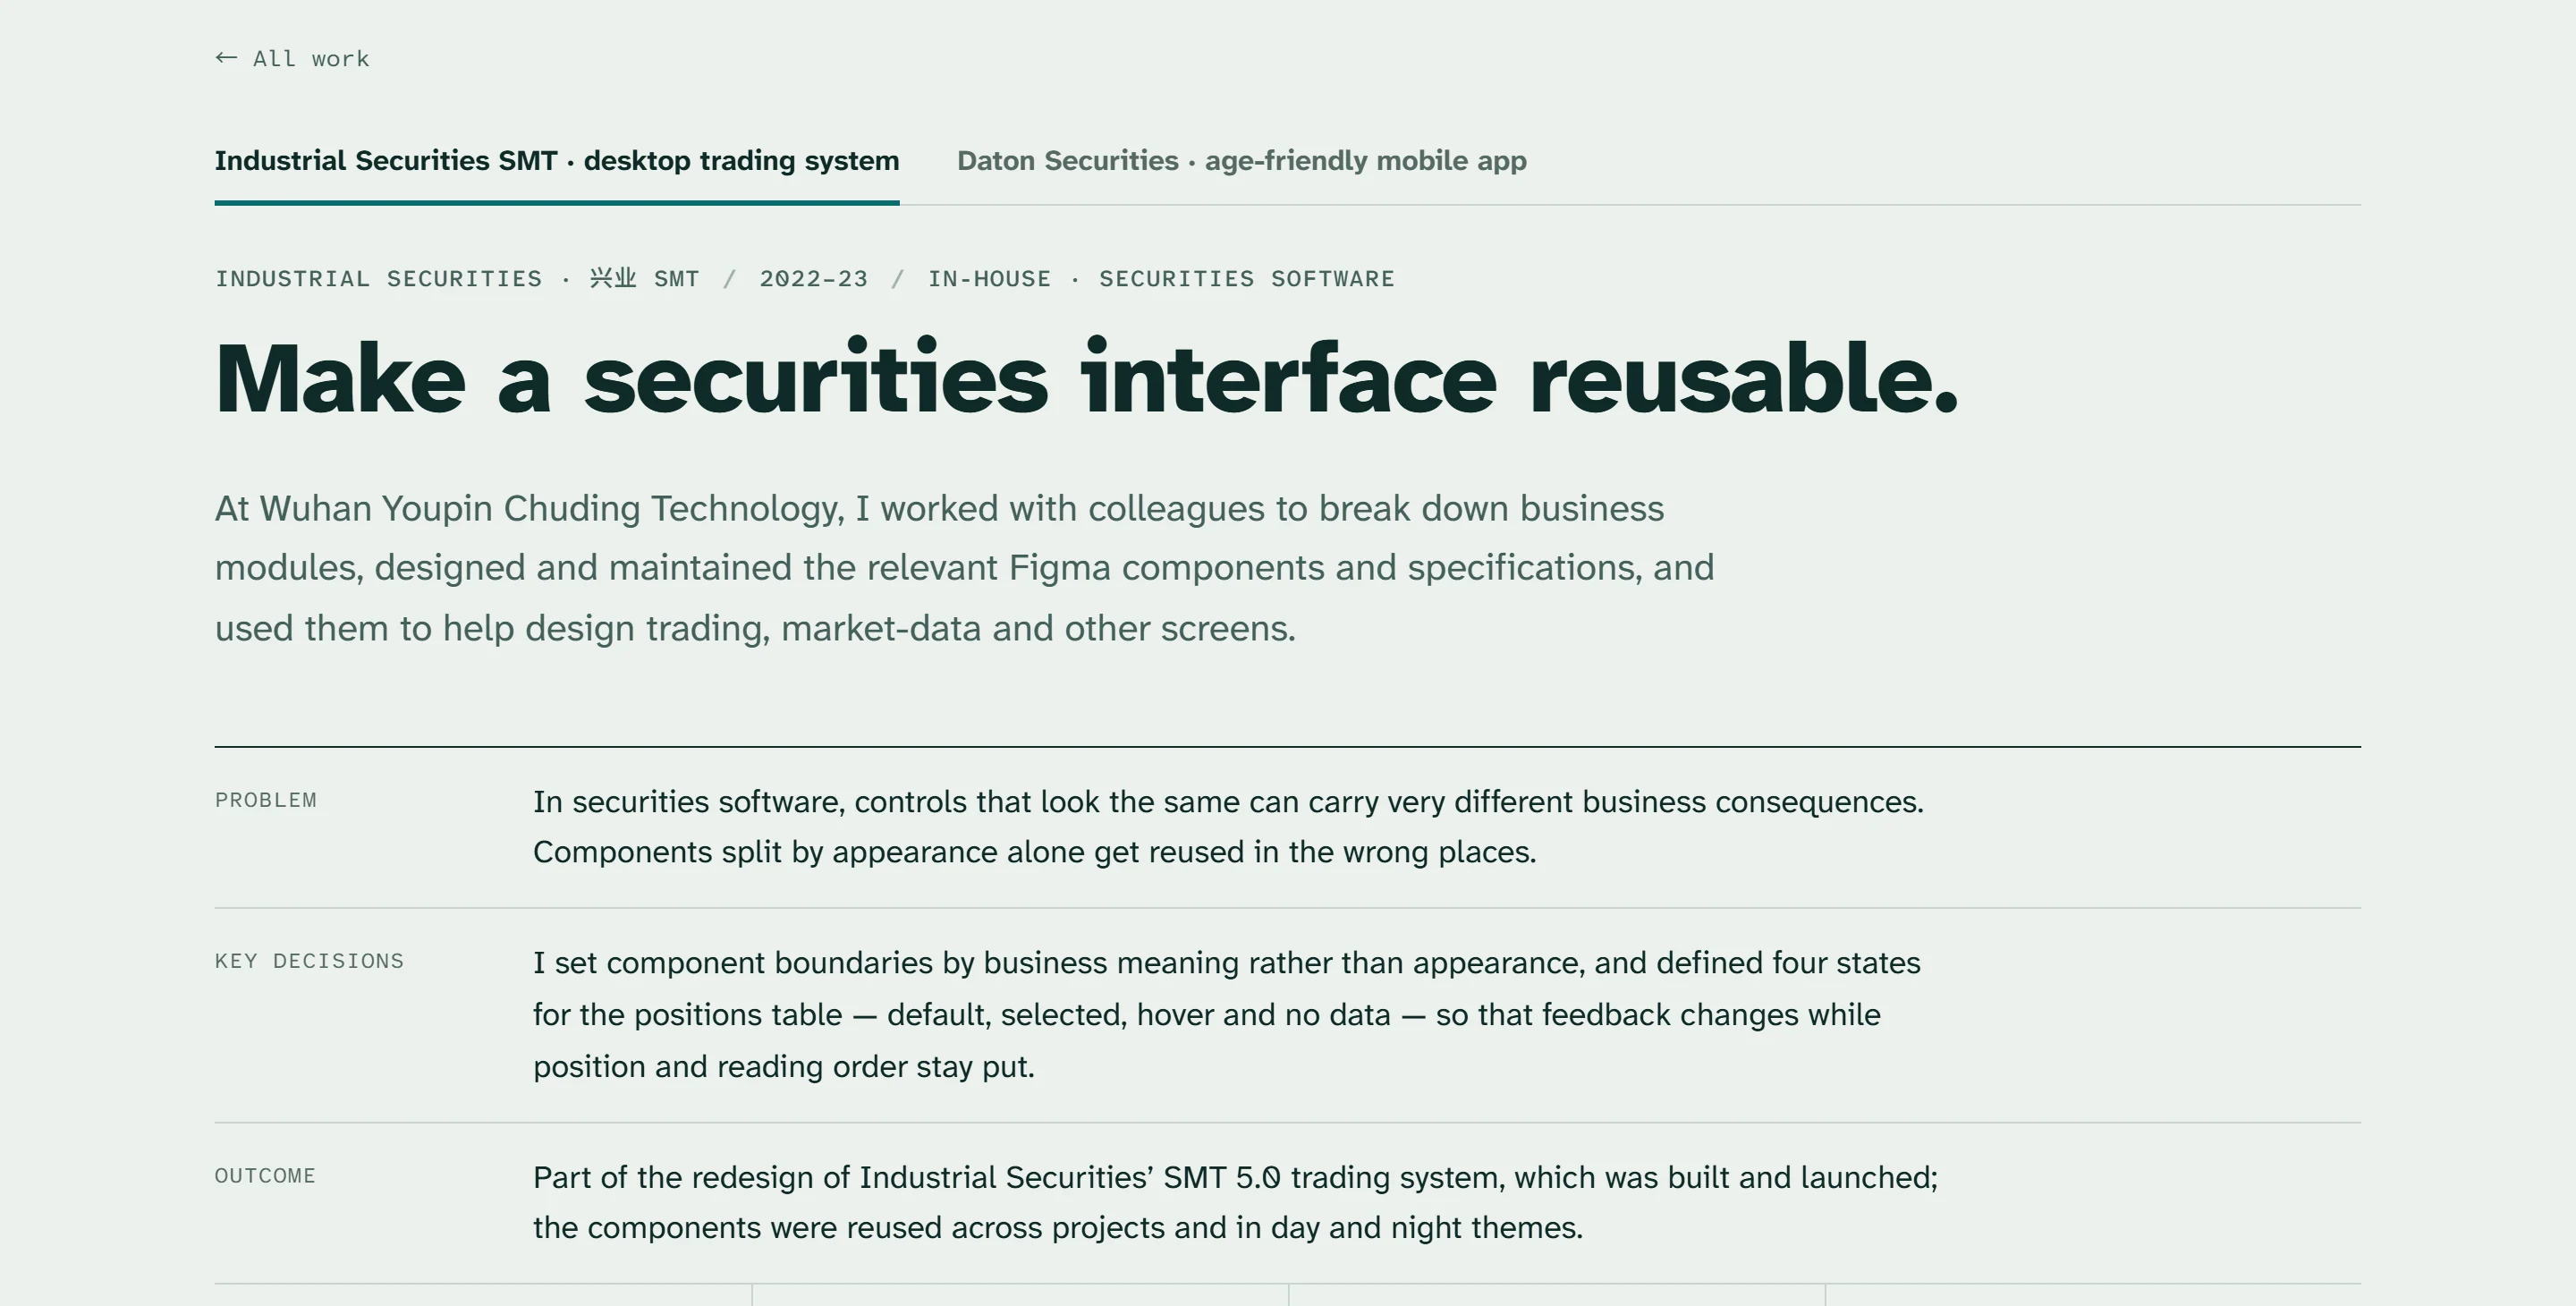 ← All work
Industrial Securities SMT · desktop trading system
Daton Securities · age-friendly mobile app
INDUSTRIAL SECURITIES · 兴业 SMT / 2022–23 / IN-HOUSE · SECURITIES SOFTWARE
Make a securities interface reusable.
At Wuhan Youpin Chuding Technology, I worked with colleagues to break down business
modules, designed and maintained the relevant Figma components and specifications, and
used them to help design trading, market-data and other screens.
PROBLEM
In securities software, controls that look the same can carry very different business consequences.
Components split by appearance alone get reused in the wrong places.
KEY DECISIONS
I set component boundaries by business meaning rather than appearance, and defined four states
for the positions table — default, selected, hover and no data — so that feedback changes while
position and reading order stay put.
OUTCOME
Part of the redesign of Industrial Securities’ SMT 5.0 trading system, which was built and launched;
the components were reused across projects and in day and night themes.